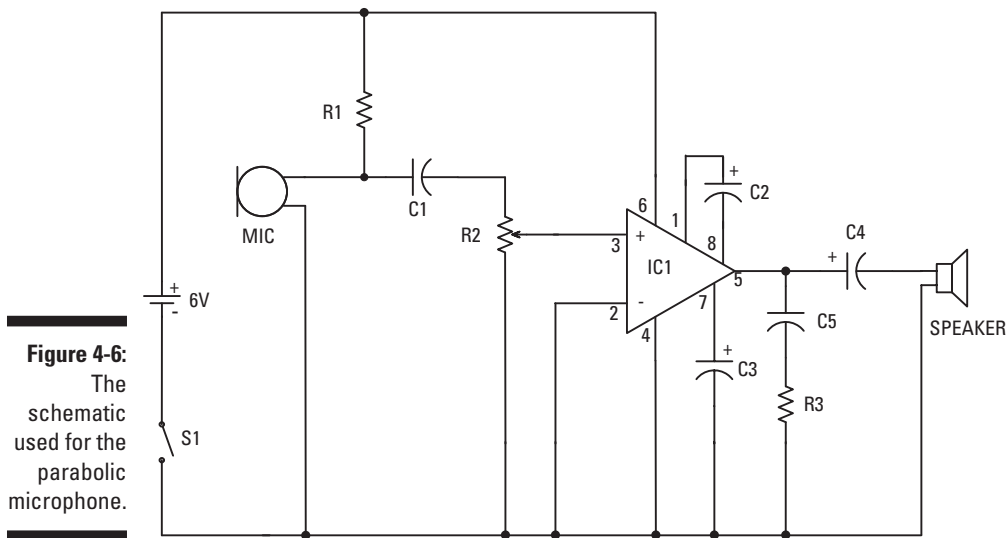 R1
MIC
C1
R2
6
3
+
IC1
-
2
4
1
+
C2
8
5
7
+
C3
+
C4
C5
R3
SPEAKER
+
6V
-
S1
Figure 4-6:
The
schematic
used for the
parabolic
microphone.